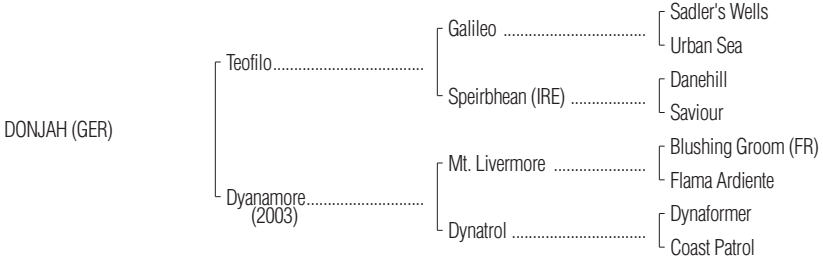 Sadler's Wells
Galileo ....................................
Urban Sea
Teofilo......................................
Danehill
Speirbhean (IRE) ...................
Saviour
DONJAH (GER)
Blushing Groom (FR)
Mt. Livermore .......................
Flama Ardiente
Dyanamore..............................
(2003)
Dynaformer
Dynatrol ..................................
Coast Patrol